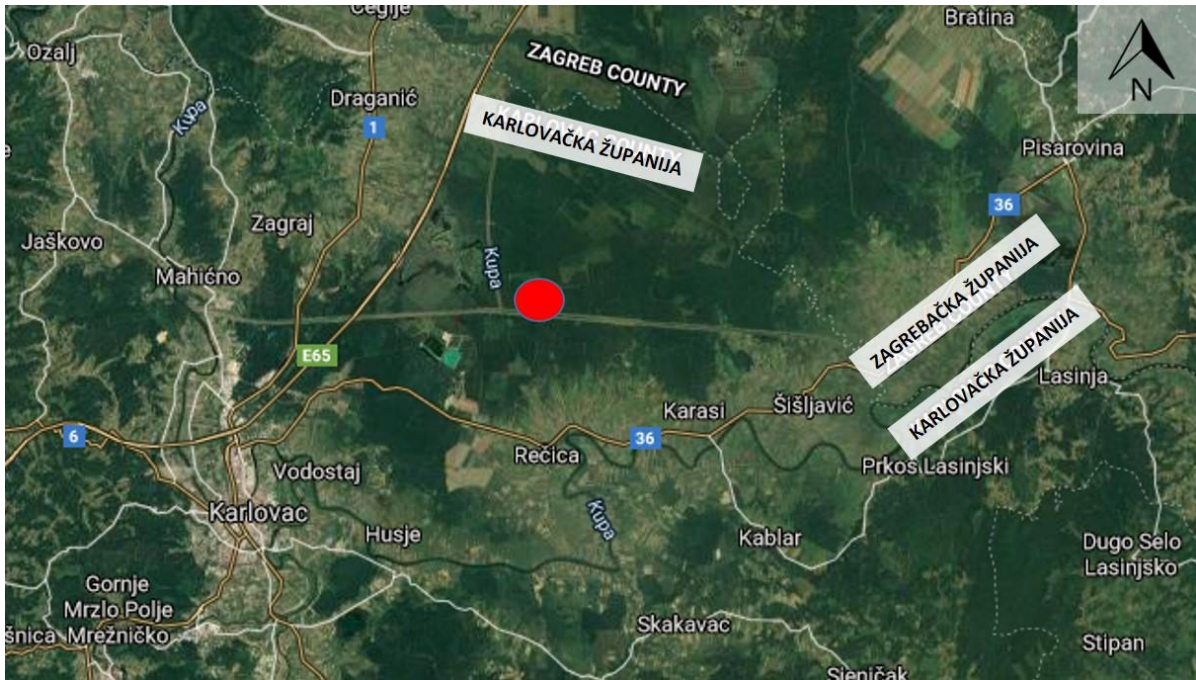 Ceglje
Bratina
Ozalj
ZAGREB COUNTY
N
Draganić
Kupa
1
KARLOVAČKA ŽUPANIJA
Pisarovina
36
Zagraj
Jaškovo
Mahićno
Kupa
ZAGREBAČKA ŽUPANIJA
E65
KARLOVAČKA ŽUPANIJA
Lasinja
Karasi
Šišljavić
6
36
Rečica
Vodostaj
Prkos Lasinjski
Karlovac
Kupa
Husje
Kablar
Dugo Selo
Lasinjsko
Gornje
Mrzlo Polje
Mrežničko
Skakavac
Stipan
Sjeničak